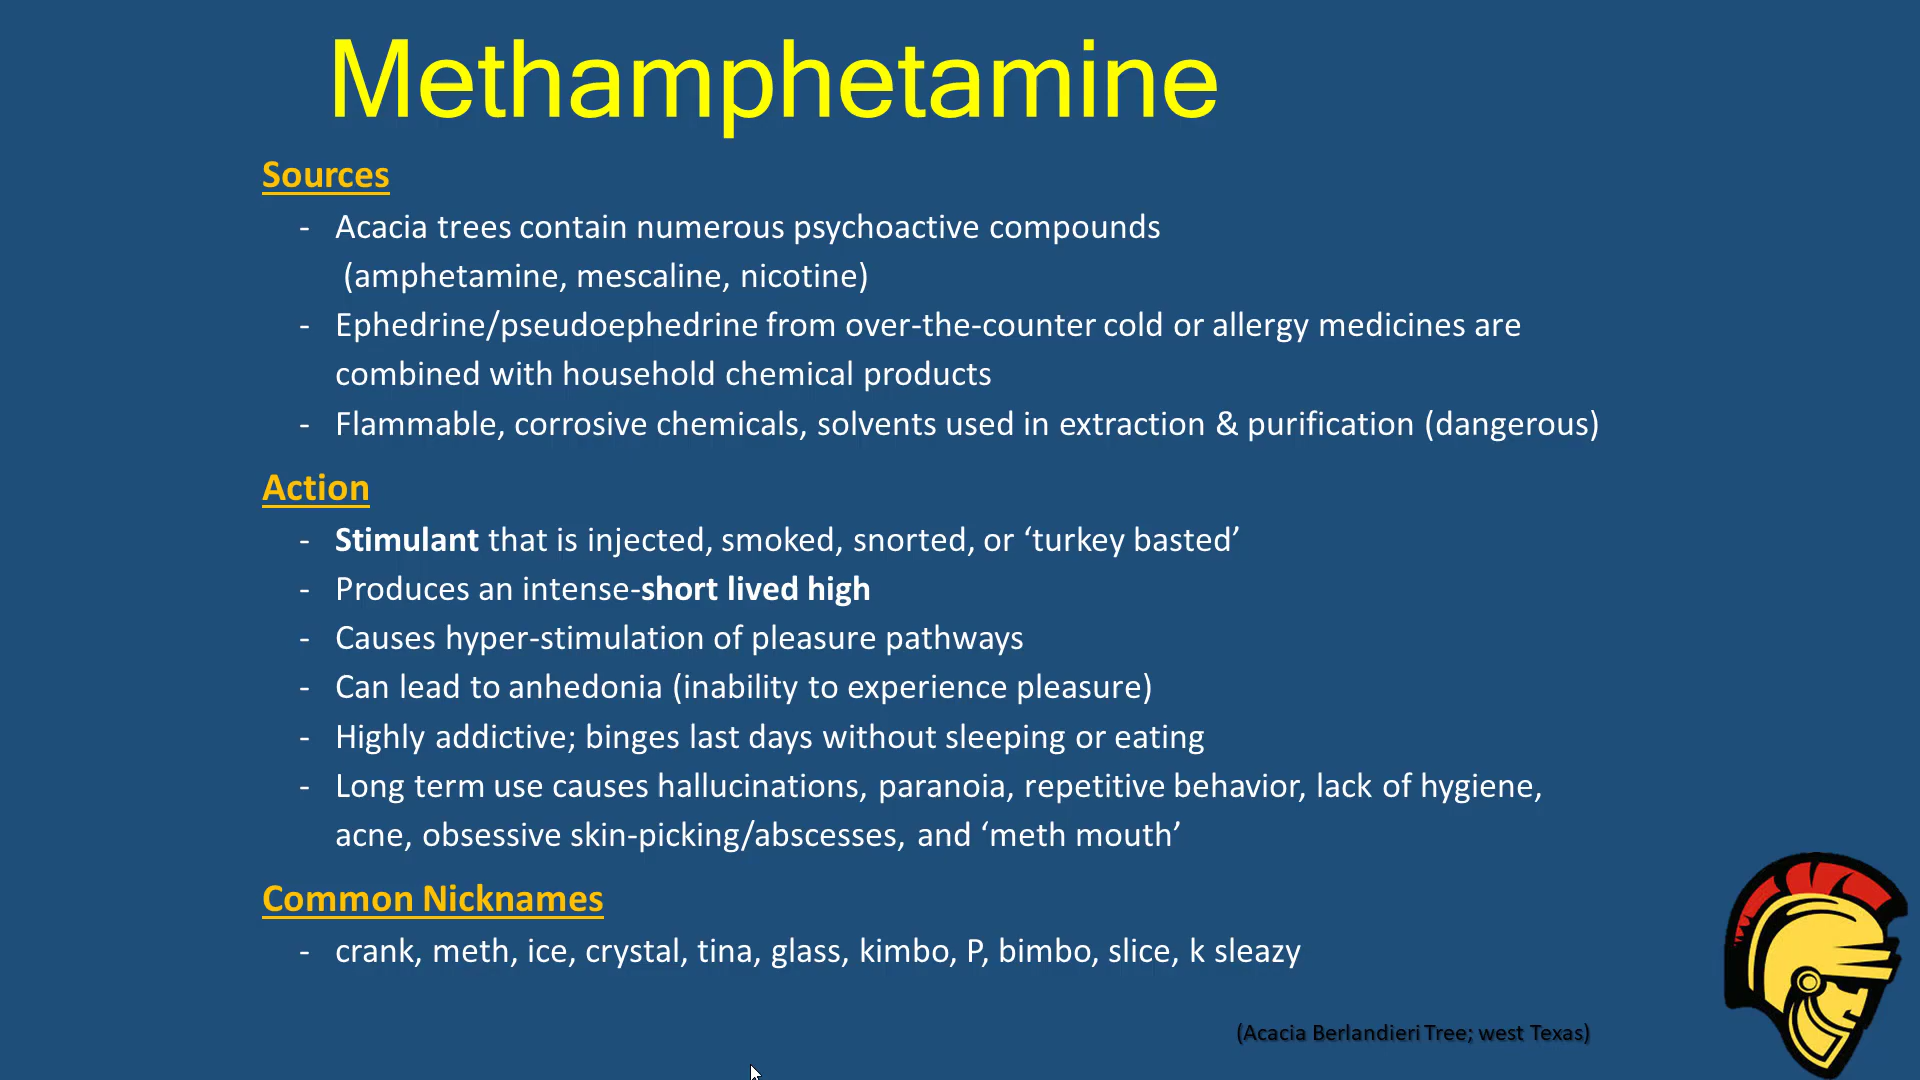 Methamphetamine
Sources
- Acacia trees contain numerous psychoactive compounds
(amphetamine, mescaline, nicotine)
- Ephedrine/pseudoephedrine from over-the-counter cold or allergy medicines are
combined with household chemical products
- Flammable, corrosive chemicals, solvents used in extraction & purification (dangerous)
Action
- Stimulant that is injected, smoked, snorted, or ‘turkey basted’
- Produces an intense-short lived high
- Causes hyper-stimulation of pleasure pathways
- Can lead to anhedonia (inability to experience pleasure)
- Highly addictive; binges last days without sleeping or eating
- Long term use causes hallucinations, paranoia, repetitive behavior, lack of hygiene,
acne, obsessive skin-picking/abscesses, and ‘meth mouth’
Common Nicknames
- crank, meth, ice, crystal, tina, glass, kimbo, P, bimbo, slice, k sleazy
(Acacia Berlandieri Tree; west Texas)